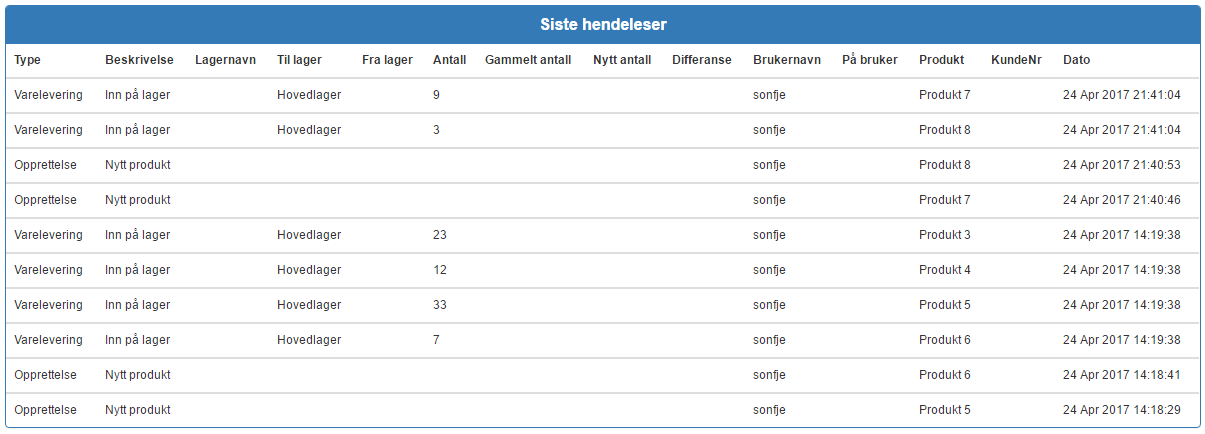 Siste hendeleser
Type Beskrivelse Lagernavn Til lager Fra lager Antall Gammelt antall Nytt antall Differanse Brukernavn På bruker Produkt KundeNr Dato
Varelevering Inn på lager Hovedlager 9 sonfje Produkt 7 24 Apr 2017 21:41:04
Varelevering Inn på lager Hovedlager 3 sonfje Produkt 8 24 Apr 2017 21:41:04
Opprettelse Nytt produkt sonfje Produkt 8 24 Apr 2017 21:40:53
Opprettelse Nytt produkt sonfje Produkt 7 24 Apr 2017 21:40:46
Varelevering Inn på lager Hovedlager 23 sonfje Produkt 3 24 Apr 2017 14:19:38
Varelevering Inn på lager Hovedlager 12 sonfje Produkt 4 24 Apr 2017 14:19:38
Varelevering Inn på lager Hovedlager 33 sonfje Produkt 5 24 Apr 2017 14:19:38
Varelevering Inn på lager Hovedlager 7 sonfje Produkt 6 24 Apr 2017 14:19:38
Opprettelse Nytt produkt sonfje Produkt 6 24 Apr 2017 14:18:41
Opprettelse Nytt produkt sonfje Produkt 5 24 Apr 2017 14:18:29